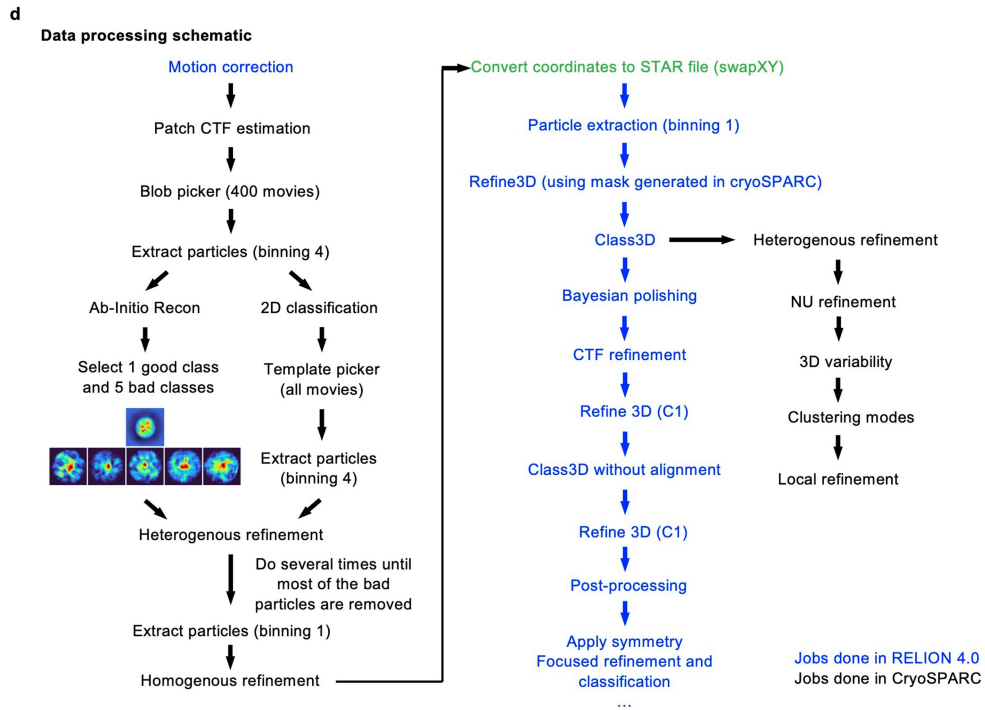 d
Data processing schematic
Motion correction
Patch CTF estimation
Blob picker (400 movies)
Extract particles (binning 4)
Ab-Initio Recon
2D classification
Select 1 good class
and 5 bad classes
Template picker
(all movies)
Extract particles
(binning 4)
Heterogenous refinement
Do several times until
most of the bad
particles are removed
Extract particles (binning 1)
Homogenous refinement
Convert coordinates to STAR file (swapXY)
Particle extraction (binning 1)
Refine3D (using mask generated in cryoSPARC)
Class3D
Bayesian polishing
CTF refinement
Refine 3D (C1)
Class3D without alignment
Refine 3D (C1)
Post-processing
Apply symmetry
Focused refinement and
classification
...
Heterogenous refinement
NU refinement
3D variability
Clustering modes
Local refinement
Jobs done in RELION 4.0
Jobs done in CryoSPARC